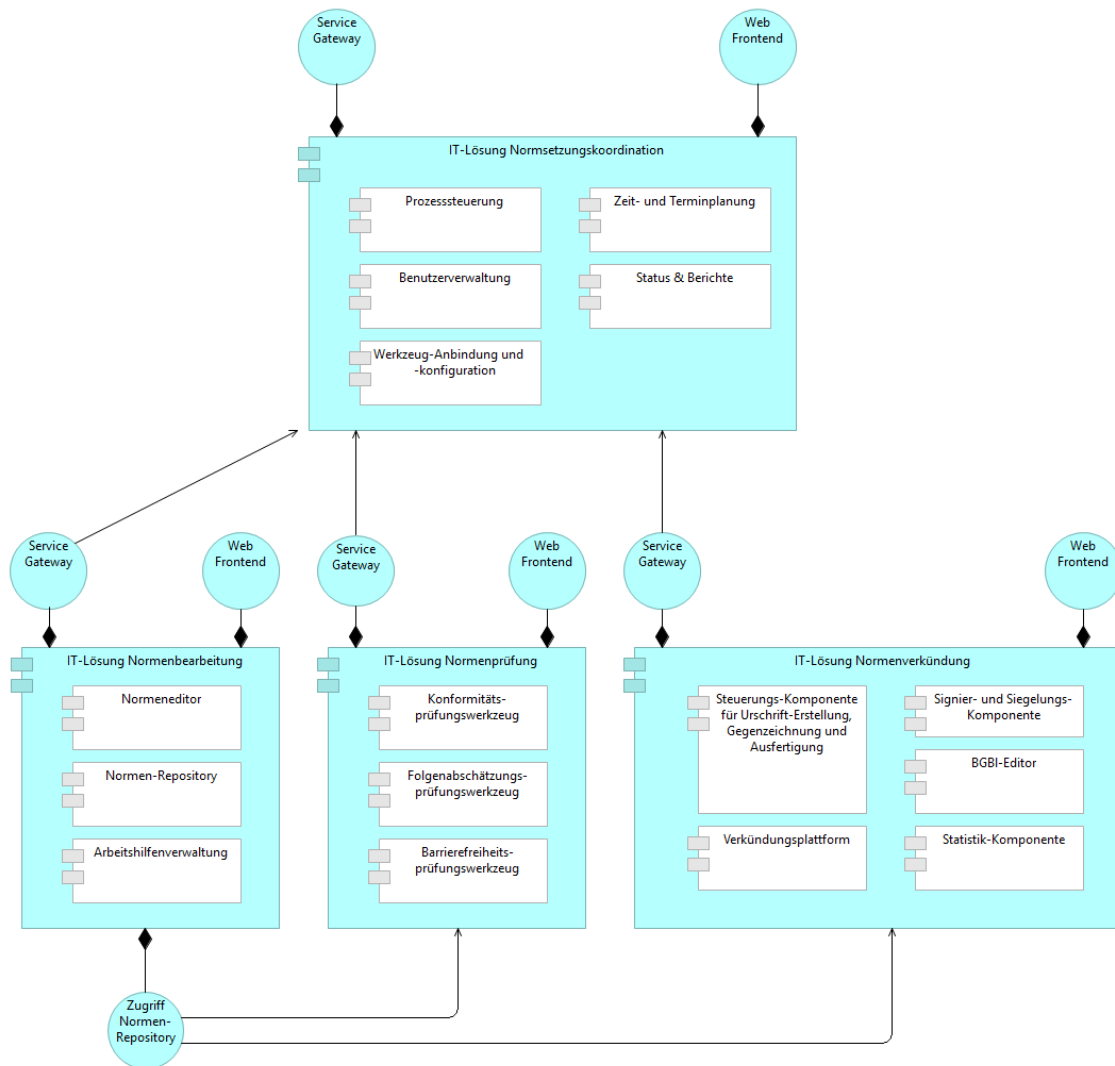 Service
Gateway
Web
Frontend
IT-Lösung Normsetzungskoordination
Prozesssteuerung
Zeit- und Terminplanung
Benutzerverwaltung
Status & Berichte
Werkzeug-Anbindung und
-konfiguration
Service
Gateway
Web
Frontend
Service
Gateway
Web
Frontend
Service
Gateway
Web
Frontend
IT-Lösung Normenbearbeitung
Normeneditor
Normen-Repository
Arbeitshilfenverwaltung
IT-Lösung Normenprüfung
Konformitäts-
prüfungswerkzeug
Folgenabschätzungs-
prüfungswerkzeug
Barrierefreiheits-
prüfungswerkzeug
IT-Lösung Normenverkündung
Steuerungs-Komponente
für Urschrift-Erstellung,
Gegenzeichnung und
Ausfertigung
Signier- und Siegelungs-
Komponente
BGBl-Editor
Verkündungsplattform
Statistik-Komponente
Zugriff
Normen-
Repository